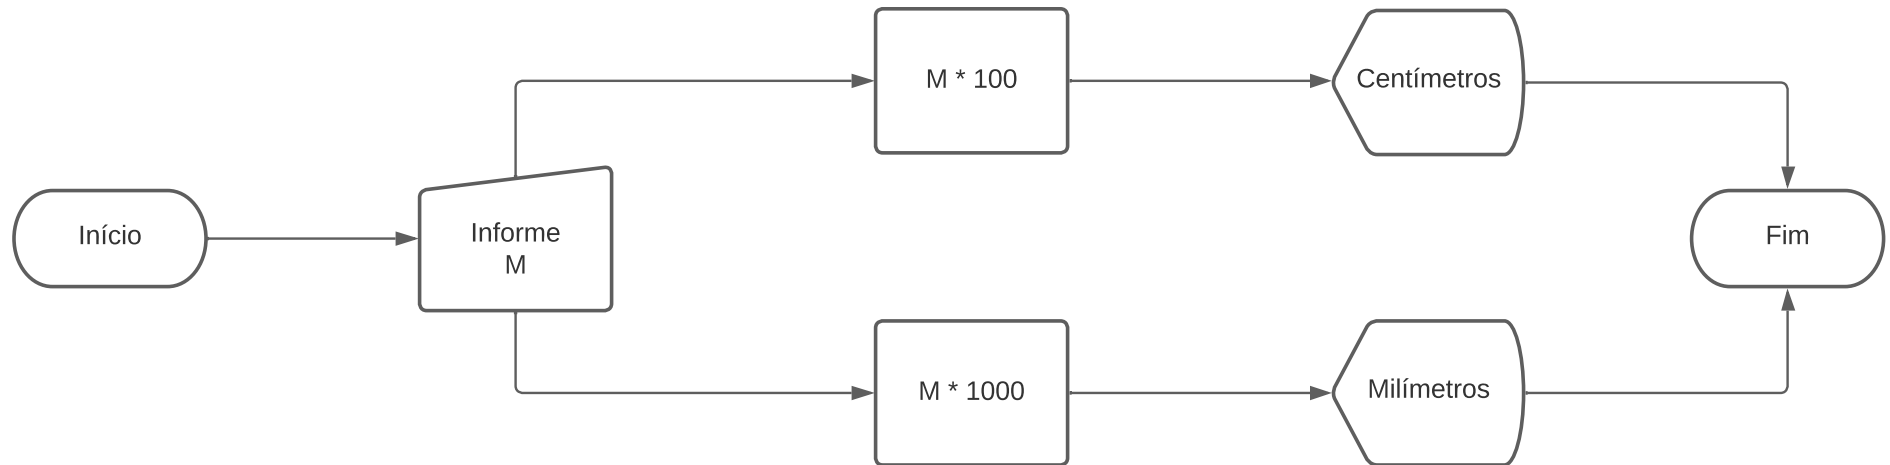 Início
Informe
M
M * 100
Centímetros
M * 1000
Milímetros
Fim